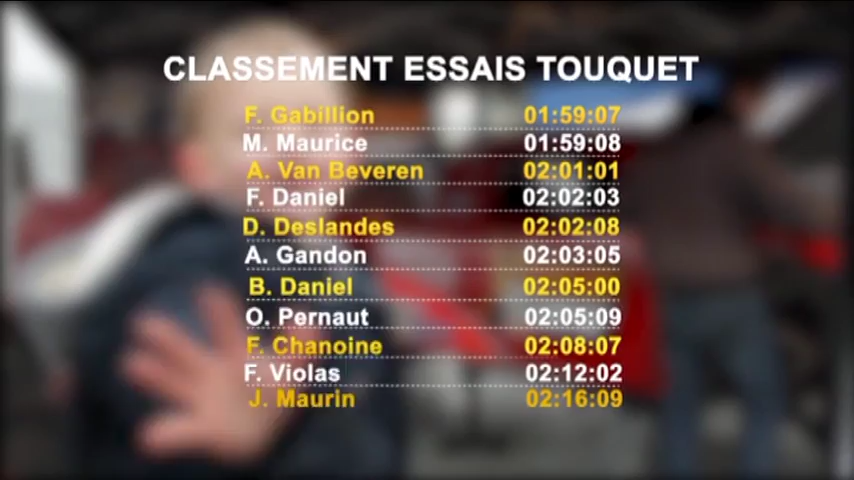 CLASSEMENT ESSAIS TOUQUET
F. Gabillion 01:59:07
M. Maurice 01:59:08
A. Van Beveren 02:01:01
F. Daniel 02:02:03
D. Deslandes 02:02:08
A. Gandon 02:03:05
B. Daniel 02:05:00
O. Pernaut 02:05:09
F. Chanoine 02:08:07
F. Violas 02:12:02
J. Maurin 02:16:09